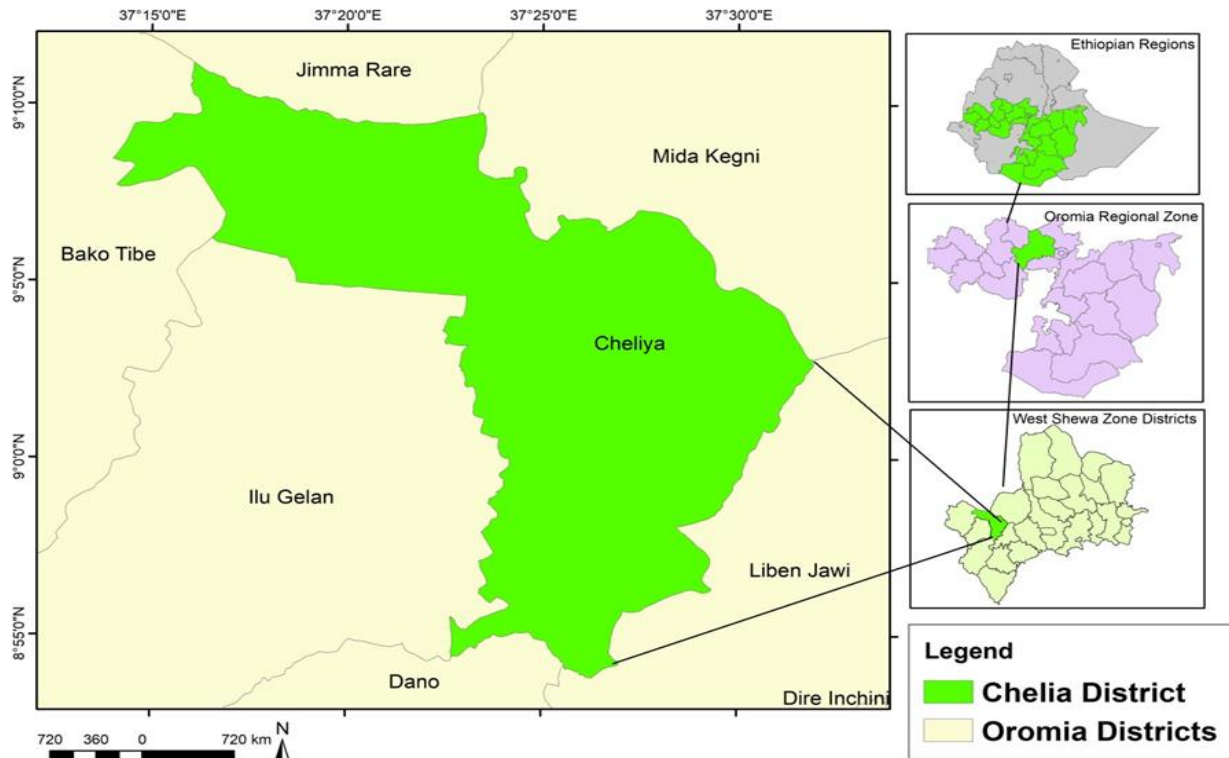 37°15'0"E
37°20'0"E
37°25'0"E
37°30'0"E
9°10'0"N
9°5'0"N
9°0'0"N
8°55'0"N
Jimma Rare
Mida Kegni
Bako Tibe
Cheliya
Ilu Gelan
Liben Jawi
Dano
Dire Inchini
720 360 0 720 km
N
Ethiopian Regions
Oromia Regional Zone
West Shewa Zone Districts
Legend
Chelia District
Oromia Districts